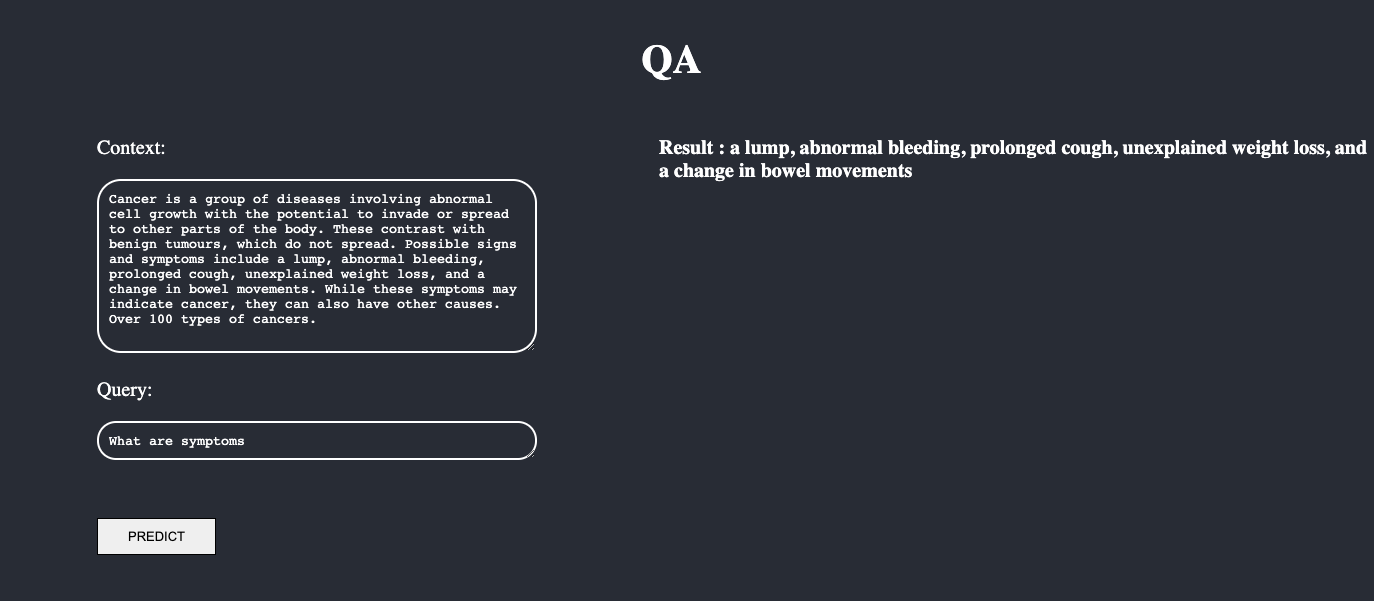 QA
Context:
Cancer is a group of diseases involving abnormal
cell growth with the potential to invade or spread
to other parts of the body. These contrast with
benign tumours, which do not spread. Possible signs
and symptoms include a lump, abnormal bleeding,
prolonged cough, unexplained weight loss, and a
change in bowel movements. While these symptoms may
indicate cancer, they can also have other causes.
Over 100 types of cancers.
Query:
What are symptoms
PREDICT
Result : a lump, abnormal bleeding, prolonged cough, unexplained weight loss, and
a change in bowel movements